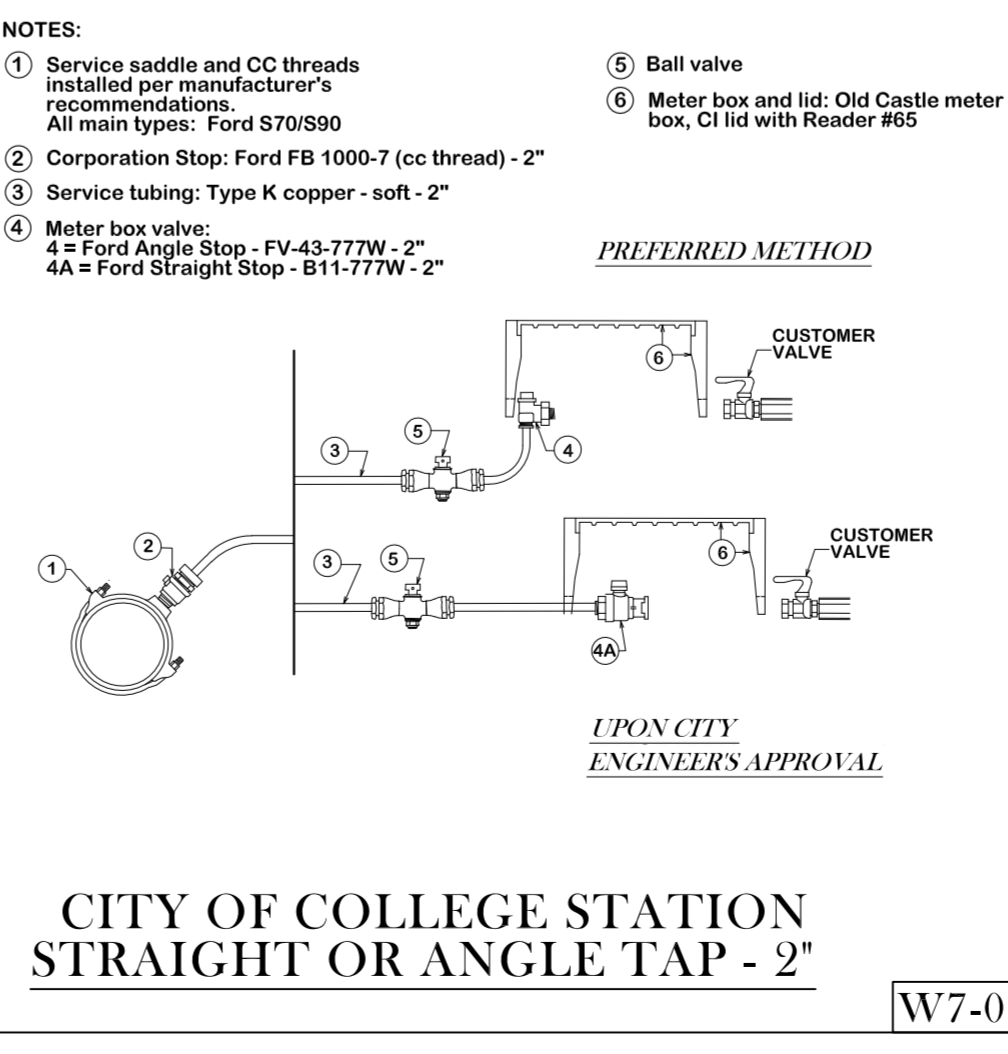 NOTES:
1 Service saddle and CC threads
installed per manufacturer's
recommendations.
All main types: Ford S70/S90
2 Corporation Stop: Ford FB 1000-7 (cc thread) - 2"
3 Service tubing: Type K copper - soft - 2"
4 Meter box valve:
4 = Ford Angle Stop - FV-43-777W - 2"
4A = Ford Straight Stop - B11-777W - 2"
5 Ball valve
6 Meter box and lid: Old Castle meter
box, CI lid with Reader #65
PREFERRED METHOD
CUSTOMER
VALVE
6
5
3
4
CUSTOMER
VALVE
6
2
1
3
5
4A
UPON CITY
ENGINEER'S APPROVAL
CITY OF COLLEGE STATION
STRAIGHT OR ANGLE TAP - 2"
W7-0